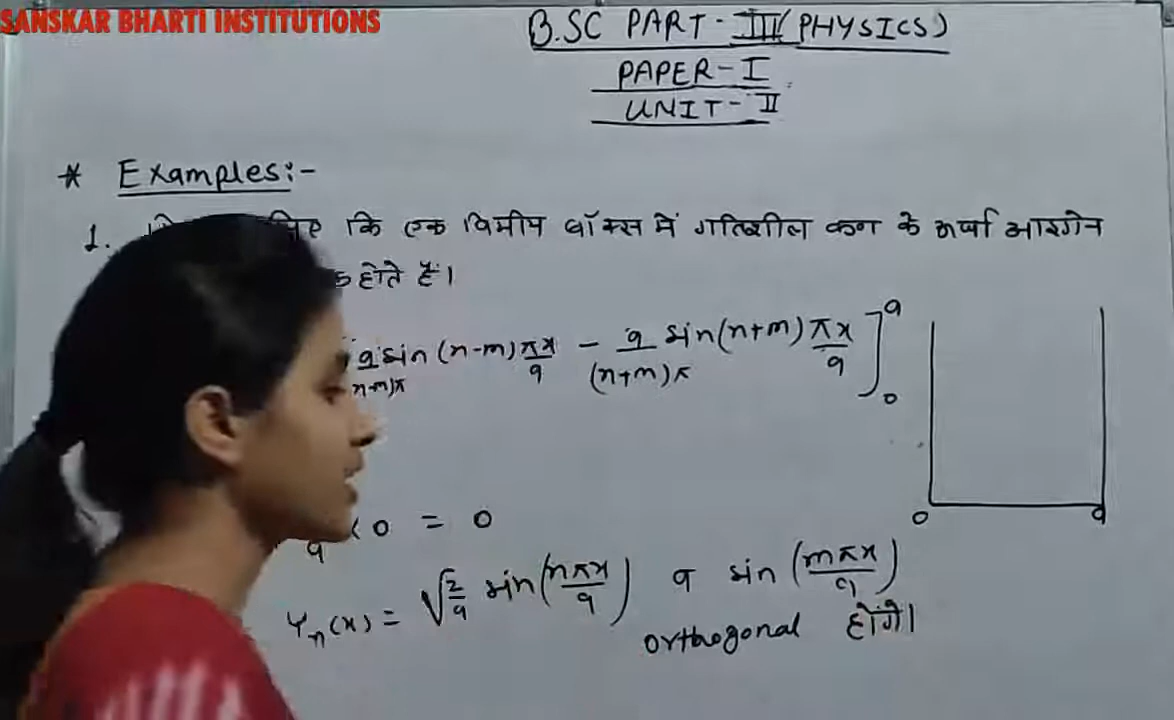 SANSKAR BHARTI INSTITUTIONS
B.SC PART-III (PHYSICS)
PAPER-I
UNIT-II
* Examples:-
1. कि एक विमीय बॉक्स में गतिशील कण के ऊर्जा आइगेन
होते हैं।
a sin (n-m) πx/a - a/(n+m)π sin(n+m) πx/a ]₀ᵃ
(n-m)π
0 a
a × 0 = 0
Ψn(x) = √2/a sin(nπx/a) व sin(mπx/a)
orthogonal होंगे।